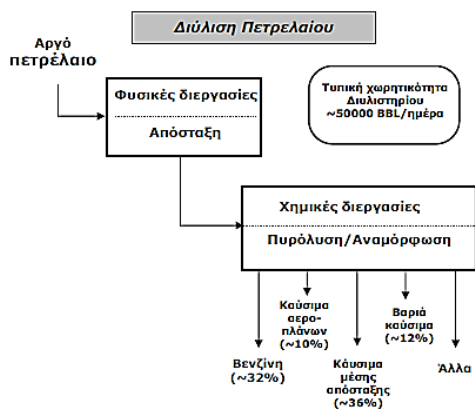 Διύλιση Πετρελαίου
Αργό
πετρέλαιο
Φυσικές διεργασίες
Απόσταξη
Τυπική χωρητικότητα
Διυλιστηρίου
~50000 BBL/ημέρα
Χημικές διεργασίες
Πυρόλυση/Αναμόρφωση
Βενζίνη
(~32%)
Καύσιμα
αερο-
πλάνων
(~10%)
Κάυσιμα
μέσης
απόσταξης
(~36%)
Βαριά
καύσιμα
(~12%)
Άλλα